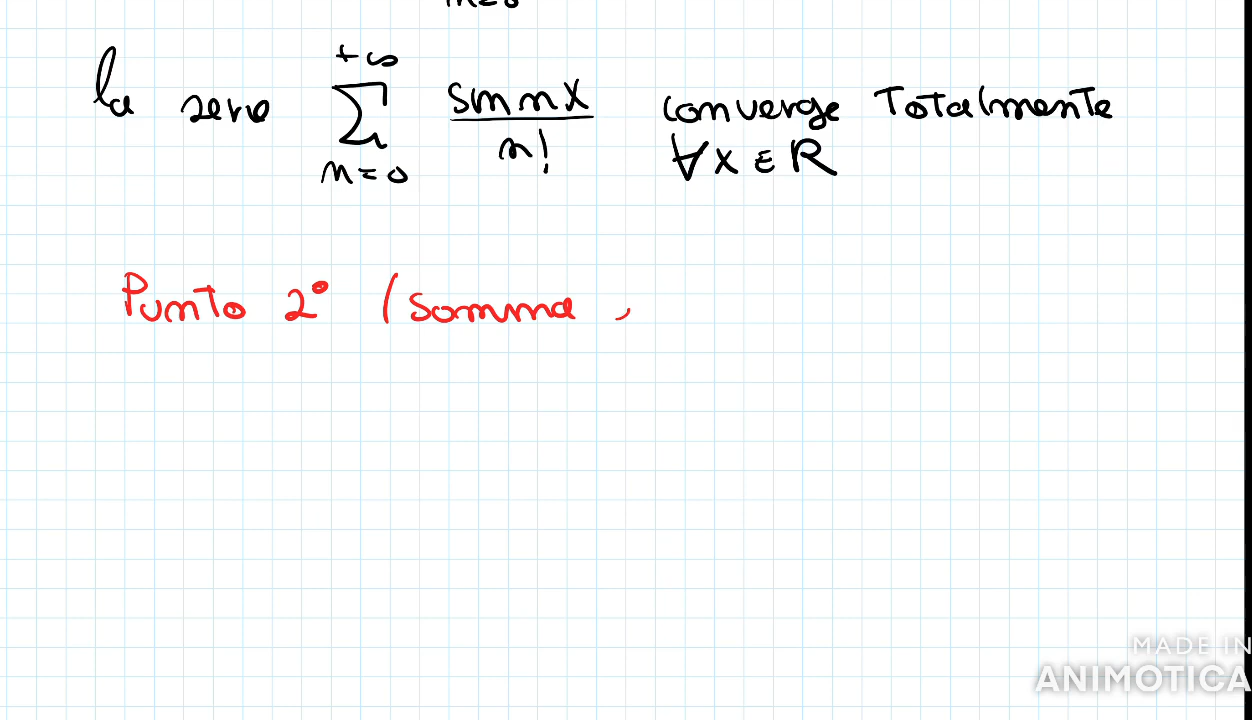 la serie +∞ ∑ n=0 sin nx / n! converge Totalmente
∀x ∈ R
Punto 2° (somma ,
MADE IN
ANIMOTICA